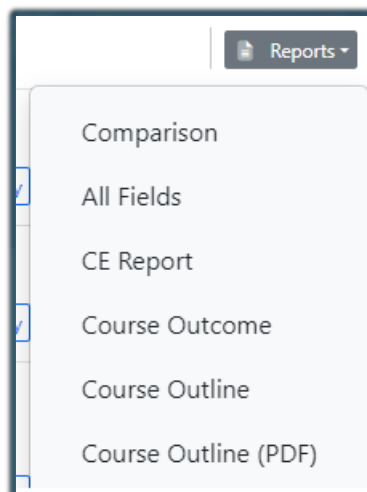 Reports
Comparison
All Fields
CE Report
Course Outcome
Course Outline
Course Outline (PDF)